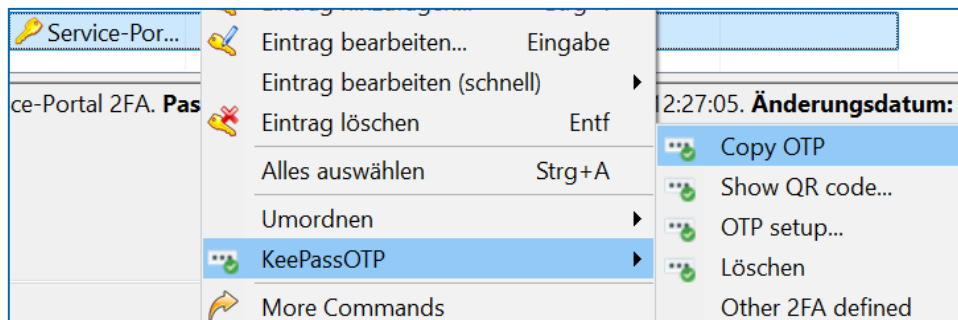 Service-Por...
Eintrag bearbeiten... Eingabe
Eintrag bearbeiten (schnell)
ce-Portal 2FA. Pas
12:27:05. Änderungsdatum:
Eintrag löschen Entf
Alles auswählen Strg+A
Umordnen
KeePassOTP
More Commands
Copy OTP
Show QR code...
OTP setup...
Löschen
Other 2FA defined